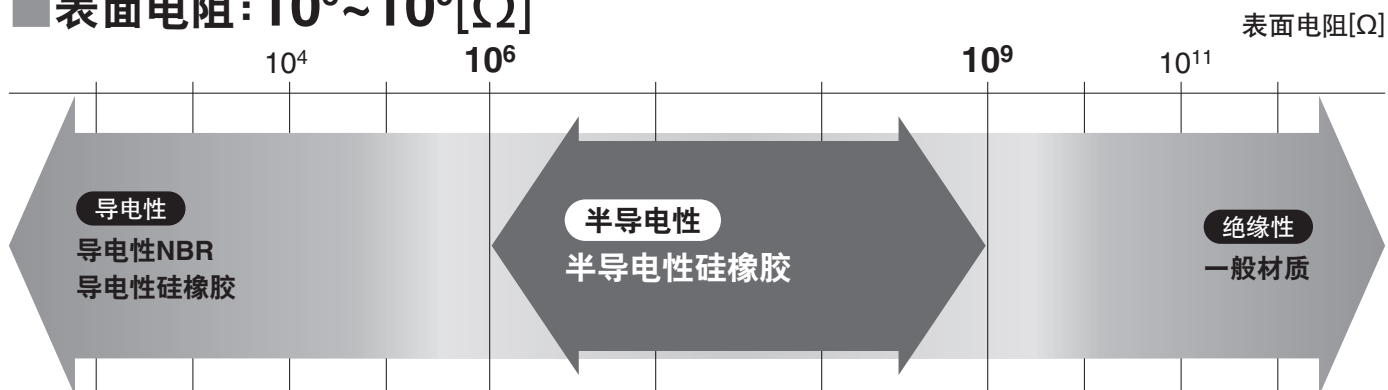 ■表面电阻：10⁶~10⁹[Ω]
表面电阻[Ω]
10⁴ 10⁶ 10⁹ 10¹¹
导电性
导电性NBR
导电性硅橡胶
半导电性
半导电性硅橡胶
绝缘性
一般材质